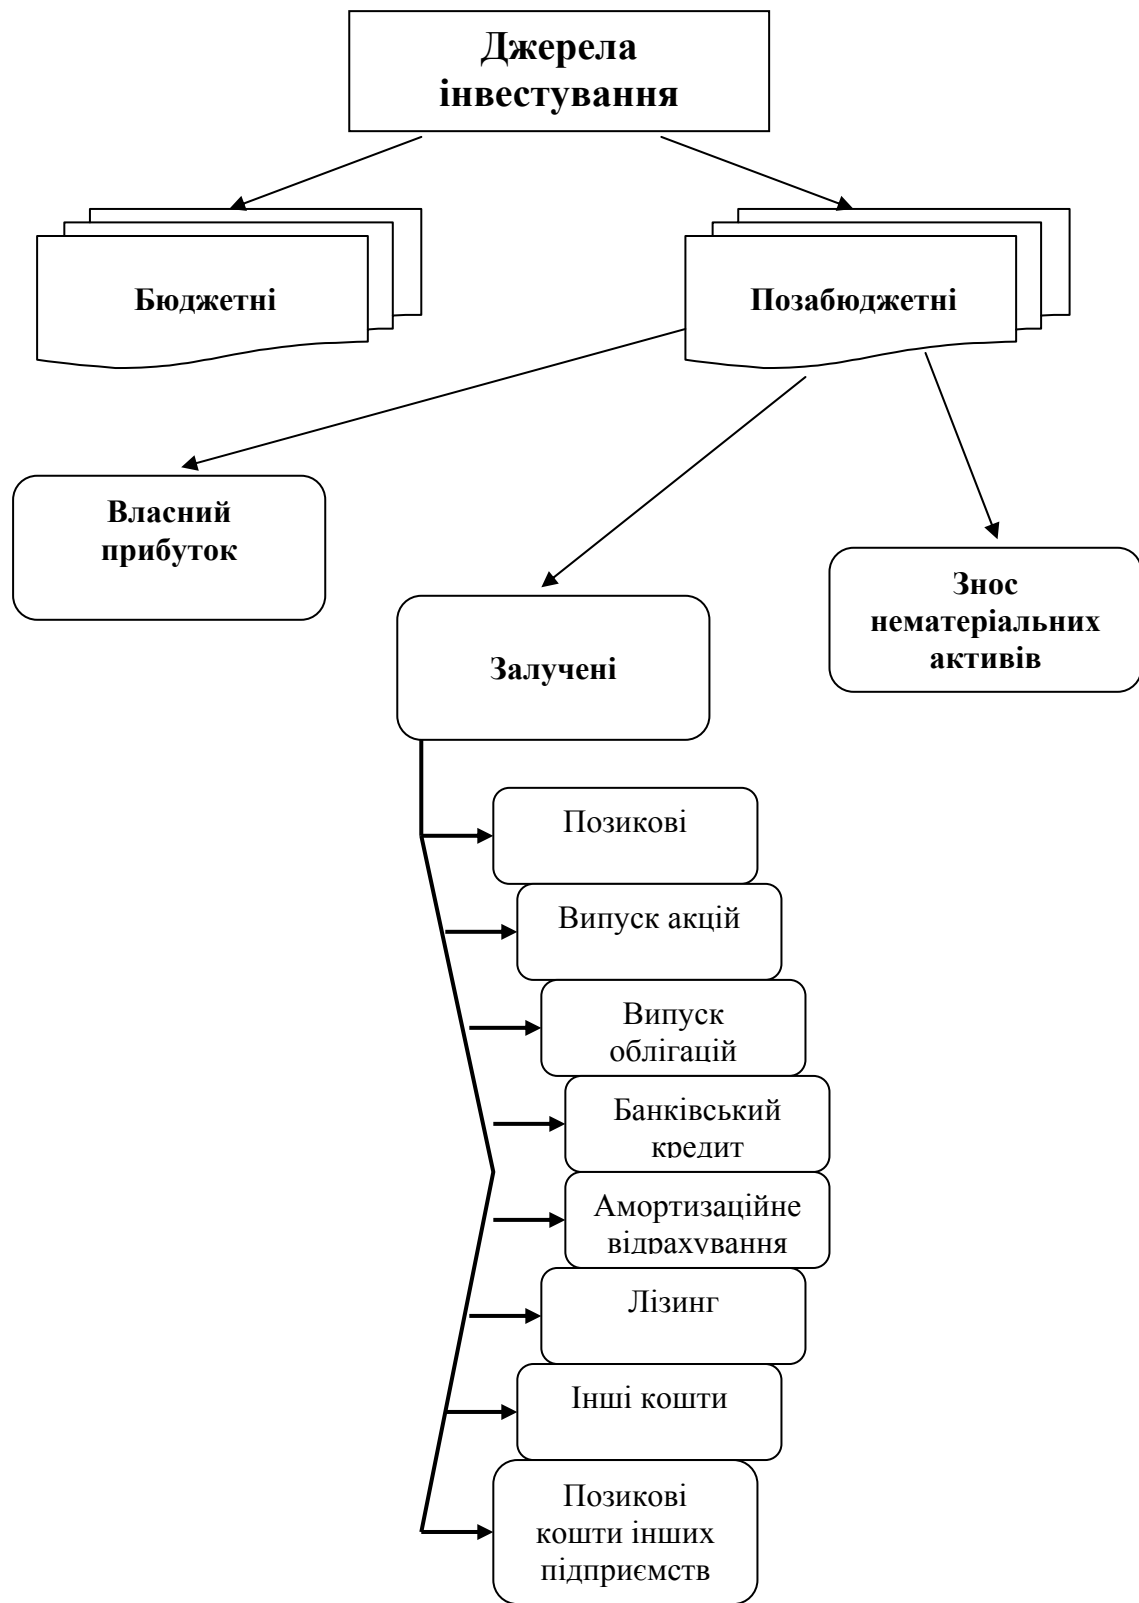 Джерела
інвестування
Бюджетні
Позабюджетні
Власний
прибуток
Знос
нематеріальних
активів
Залучені
Позикові
Випуск акцій
Випуск
облігацій
Банківський
кредит
Амортизаційне
відрахування
Лізинг
Інші кошти
Позикові
кошти інших
підприємств